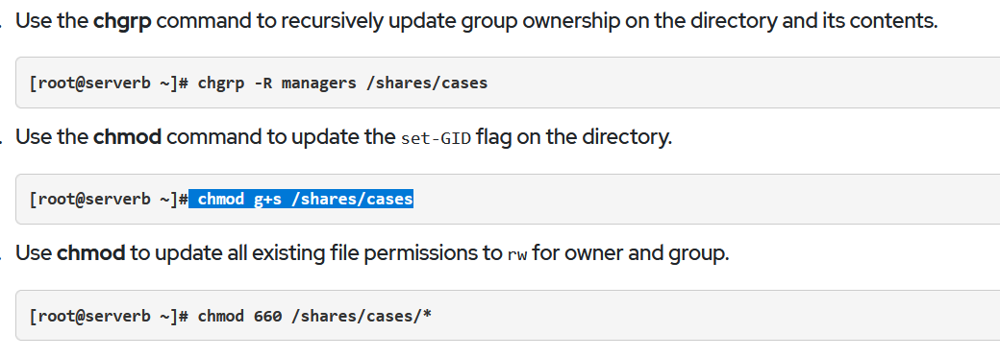 Use the chgrp command to recursively update group ownership on the directory and its contents.
[root@serverb ~]# chgrp -R managers /shares/cases
Use the chmod command to update the set-GID flag on the directory.
[root@serverb ~]# chmod g+s /shares/cases
Use chmod to update all existing file permissions to rw for owner and group.
[root@serverb ~]# chmod 660 /shares/cases/*